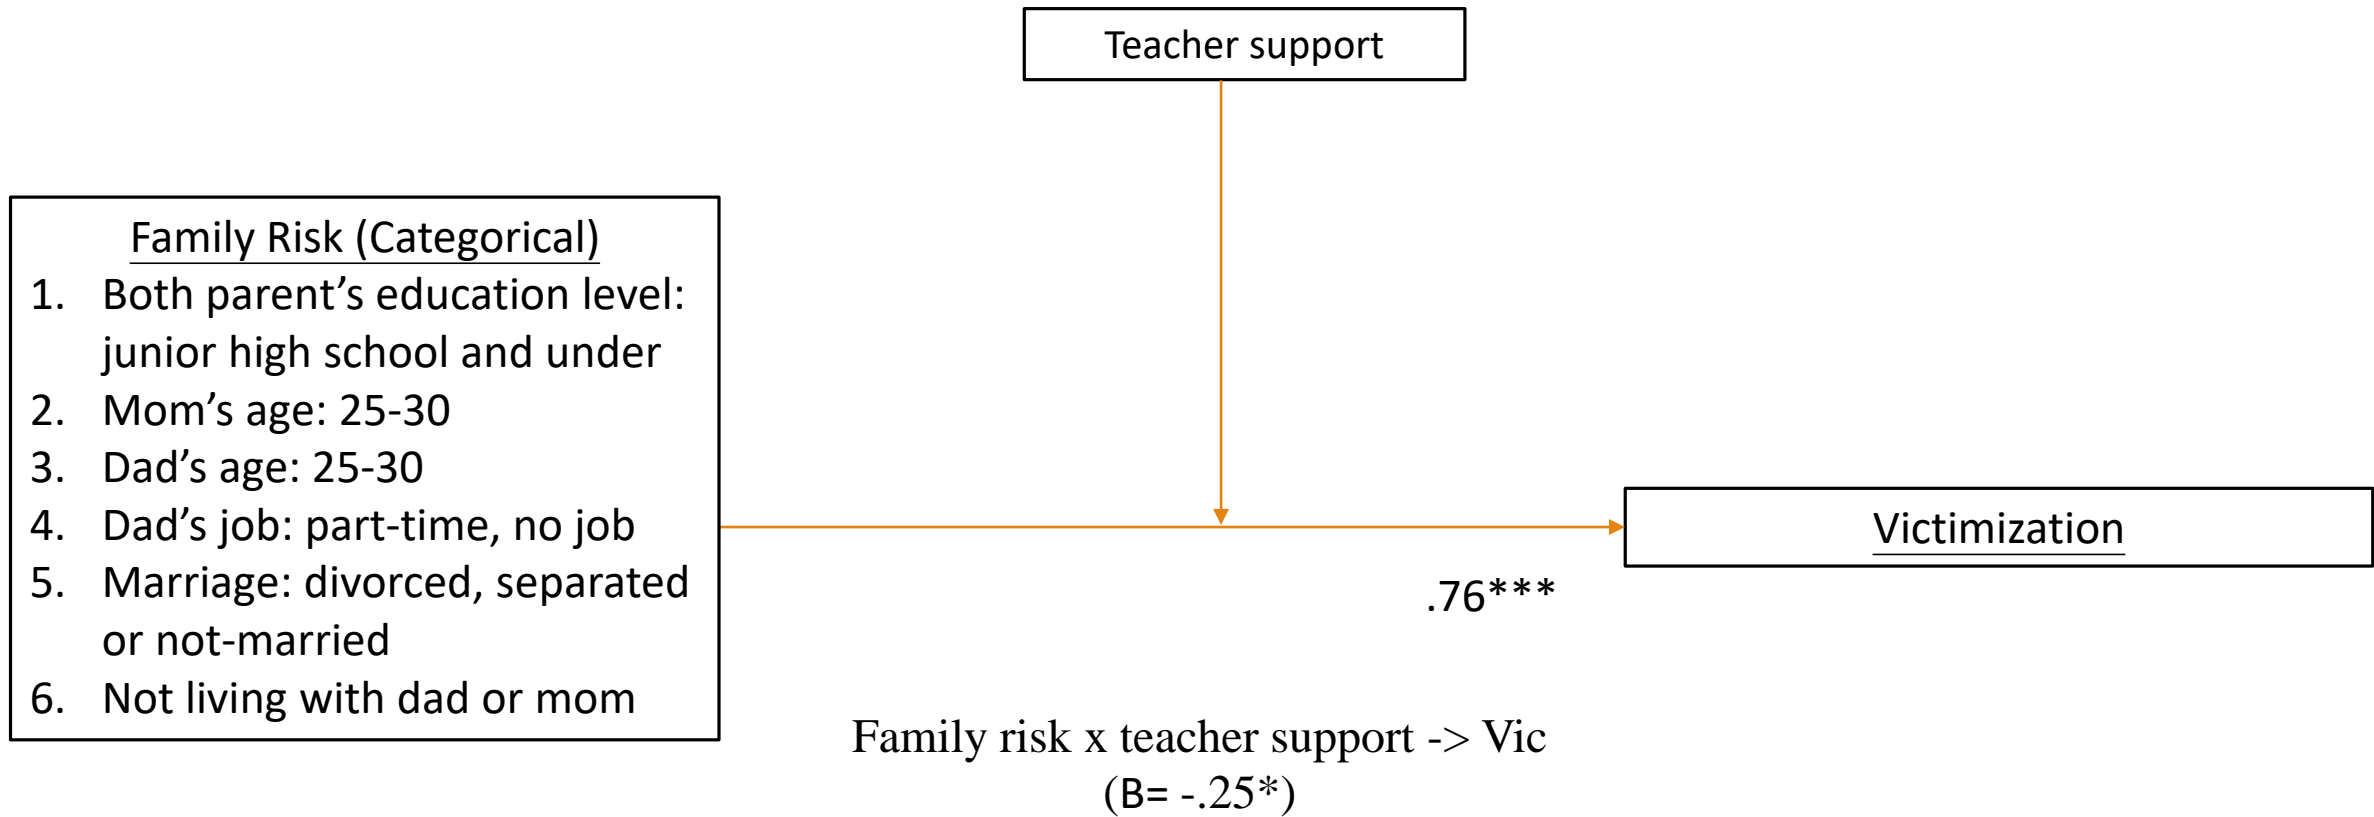 Teacher support
Family Risk (Categorical)
1. Both parent’s education level:
junior high school and under
2. Mom’s age: 25-30
3. Dad’s age: 25-30
4. Dad’s job: part-time, no job
5. Marriage: divorced, separated
or not-married
6. Not living with dad or mom
Victimization
.76***
Family risk x teacher support -> Vic
(B= -.25*)